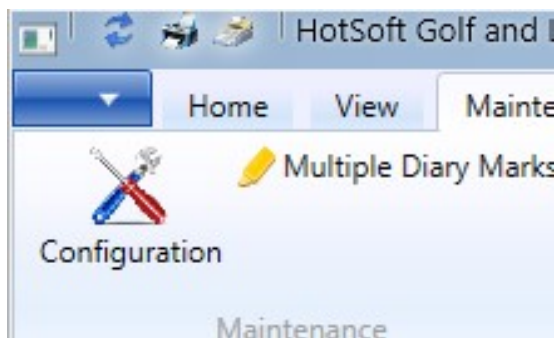 HotSoft Golf and
Home View
Multiple Diary Marks
Configuration
Maintenance